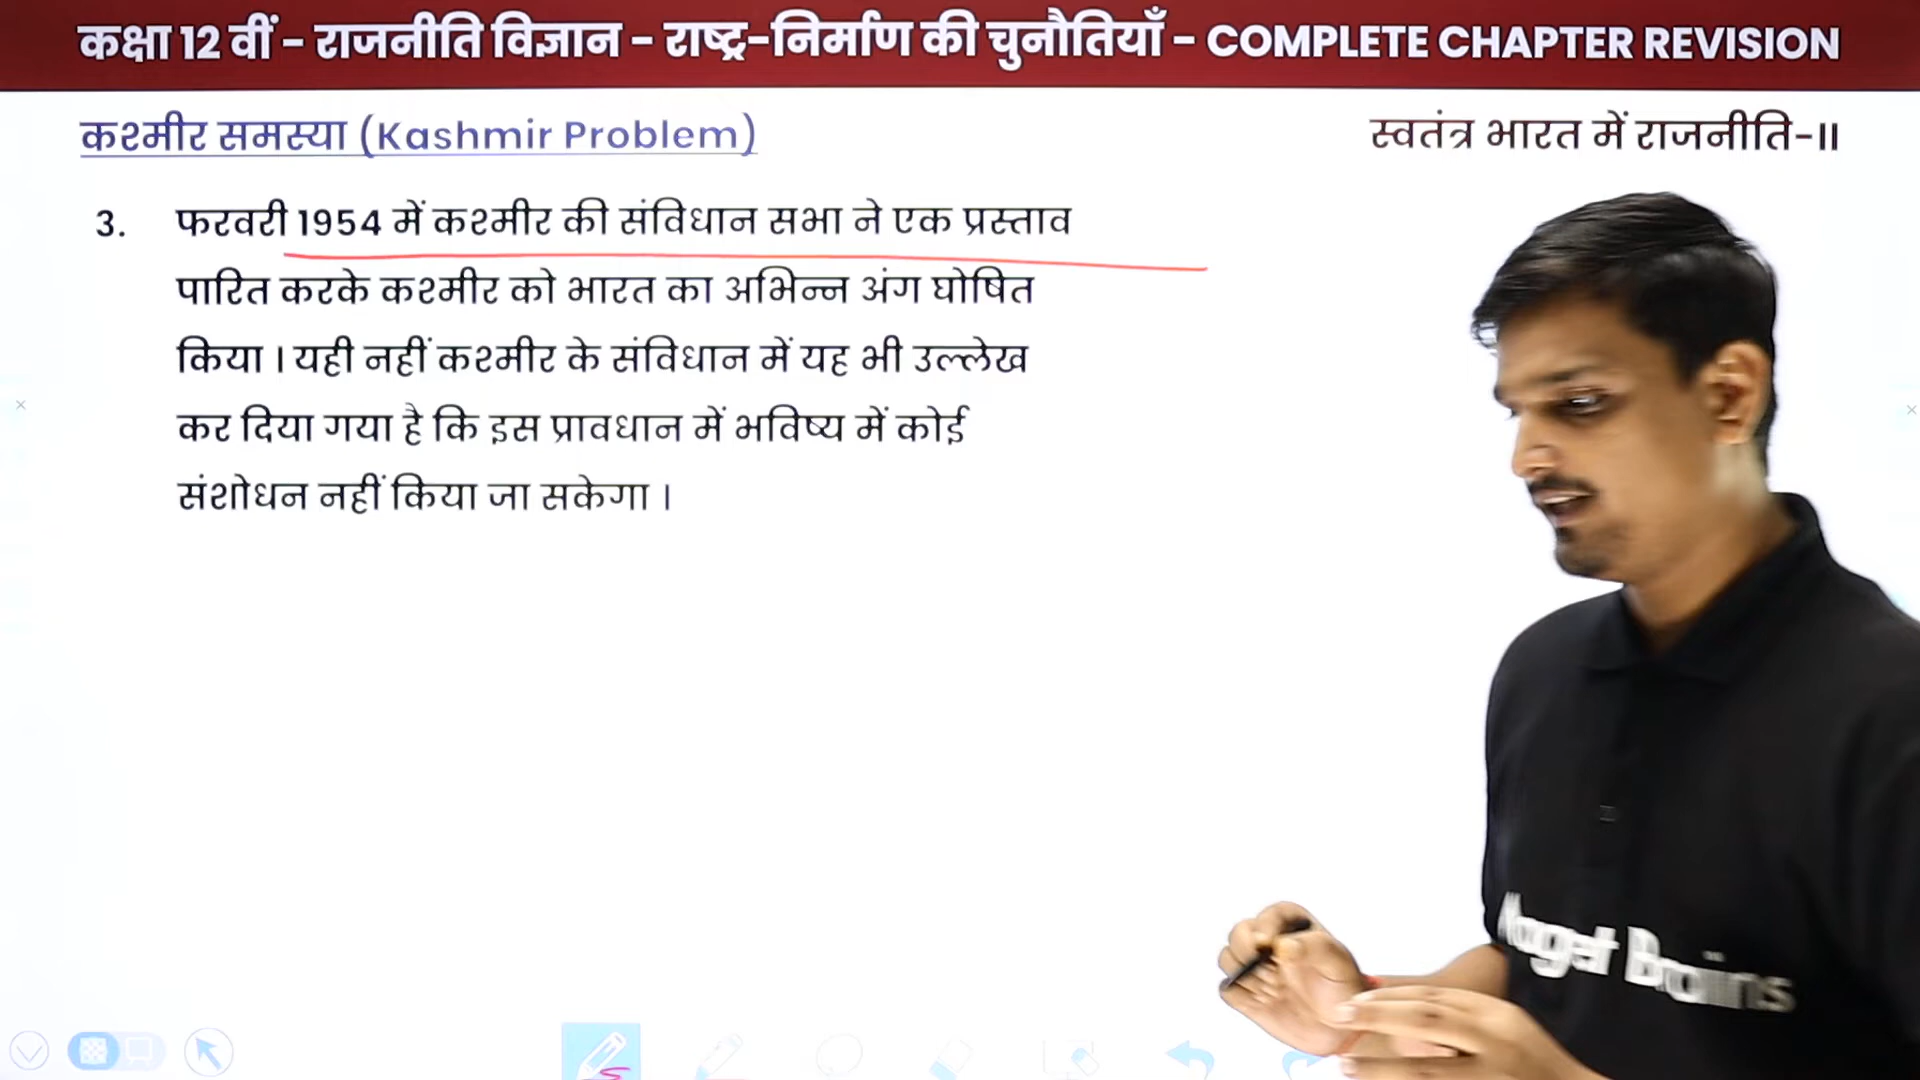 कक्षा 12 वीं - राजनीति विज्ञान - राष्ट्र-निर्माण की चुनौतियाँ - COMPLETE CHAPTER REVISION
कश्मीर समस्या (Kashmir Problem)
स्वतंत्र भारत में राजनीति-II
3. फरवरी 1954 में कश्मीर की संविधान सभा ने एक प्रस्ताव
पारित करके कश्मीर को भारत का अभिन्न अंग घोषित
किया । यही नहीं कश्मीर के संविधान में यह भी उल्लेख
कर दिया गया है कि इस प्रावधान में भविष्य में कोई
संशोधन नहीं किया जा सकेगा ।